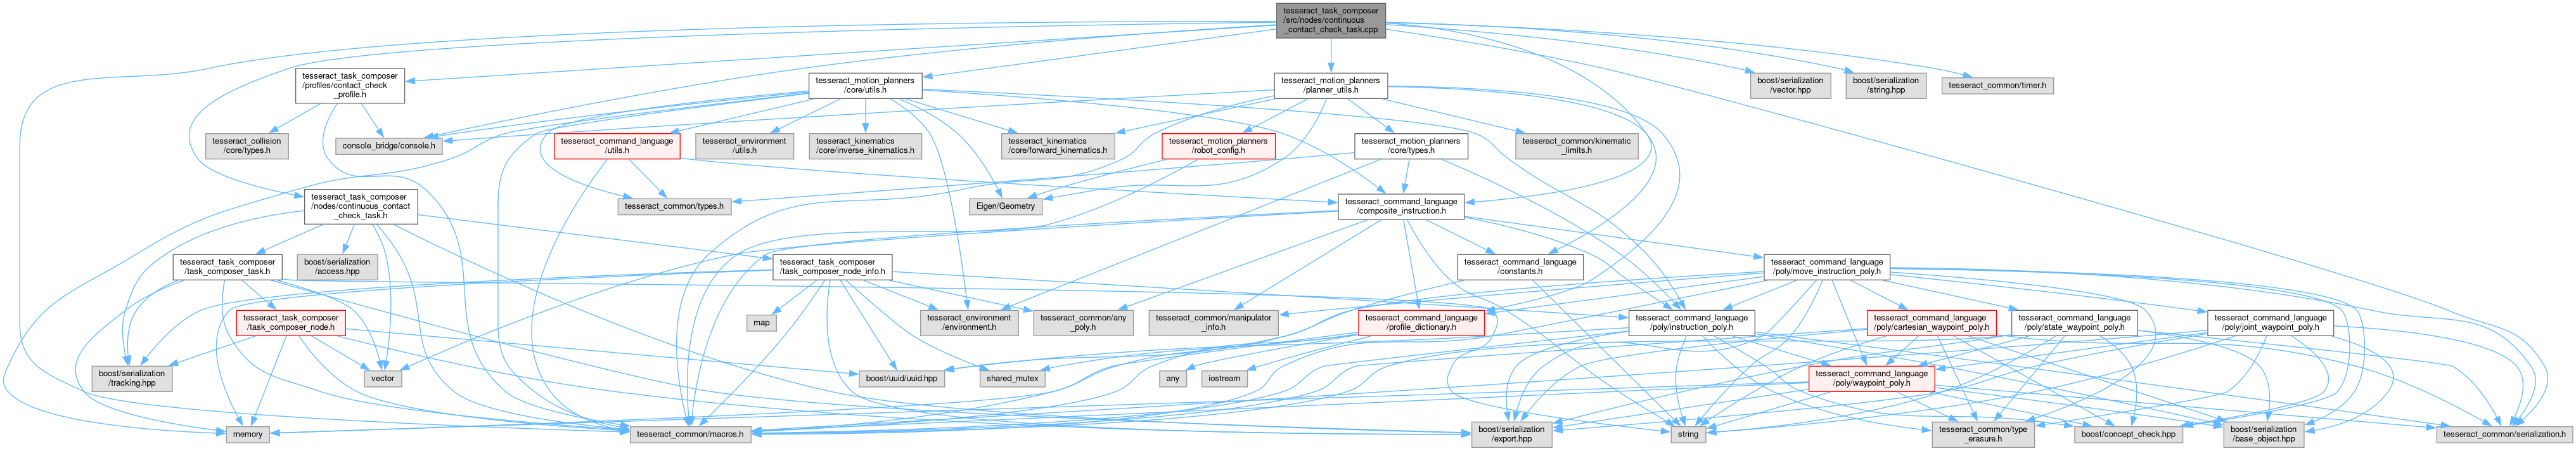 tesseract_task_composer
/src/nodes/continuous
_contact_check_task.cpp
tesseract_task_composer
/profiles/contact_check
_profile.h
tesseract_motion_planners
/core/utils.h
tesseract_motion_planners
/planner_utils.h
boost/serialization
/vector.hpp
boost/serialization
/string.hpp
tesseract_common/timer.h
tesseract_collision
/core/types.h
console_bridge/console.h
tesseract_command_language
/utils.h
tesseract_environment
/utils.h
tesseract_kinematics
/core/inverse_kinematics.h
tesseract_kinematics
/core/forward_kinematics.h
tesseract_motion_planners
/robot_config.h
tesseract_motion_planners
/core/types.h
tesseract_common/kinematic
_limits.h
tesseract_task_composer
/nodes/continuous_contact
_check_task.h
tesseract_common/types.h
Eigen/Geometry
tesseract_command_language
/composite_instruction.h
tesseract_task_composer
/task_composer_task.h
boost/serialization
/access.hpp
tesseract_task_composer
/task_composer_node_info.h
tesseract_command_language
/constants.h
tesseract_command_language
/poly/move_instruction_poly.h
tesseract_task_composer
/task_composer_node.h
map
tesseract_environment
/environment.h
tesseract_common/any
_poly.h
tesseract_common/manipulator
_info.h
tesseract_command_language
/profile_dictionary.h
tesseract_command_language
/poly/instruction_poly.h
tesseract_command_language
/poly/cartesian_waypoint_poly.h
tesseract_command_language
/poly/state_waypoint_poly.h
tesseract_command_language
/poly/joint_waypoint_poly.h
boost/serialization
/tracking.hpp
vector
boost/uuid/uuid.hpp
shared_mutex
any
iostream
tesseract_command_language
/poly/waypoint_poly.h
memory
tesseract_common/macros.h
boost/serialization
/export.hpp
string
tesseract_common/type
_erasure.h
boost/concept_check.hpp
boost/serialization
/base_object.hpp
tesseract_common/serialization.h